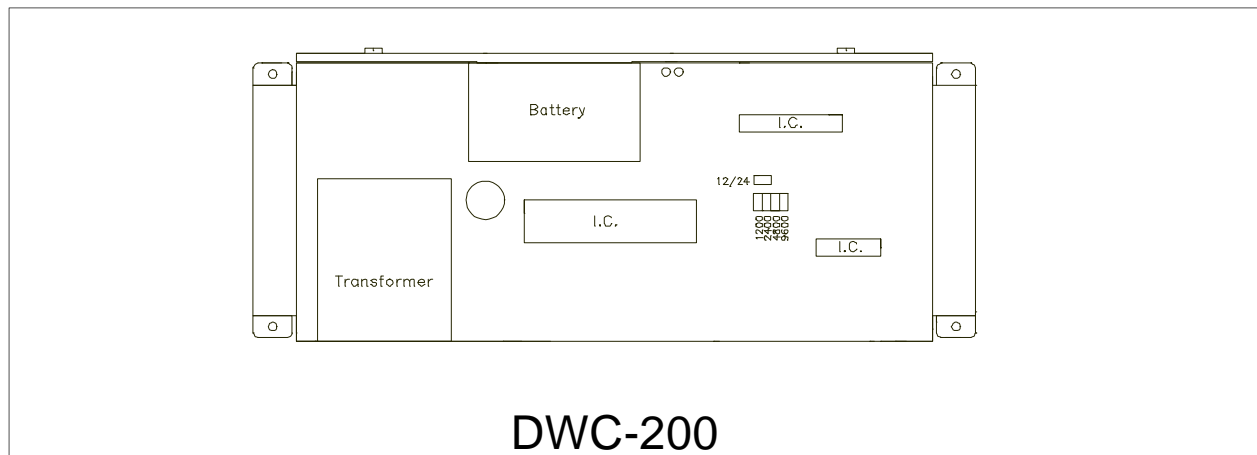 Battery
I.C.
12/24
I.C.
1200
2400
4800
9600
I.C.
Transformer
DWC-200